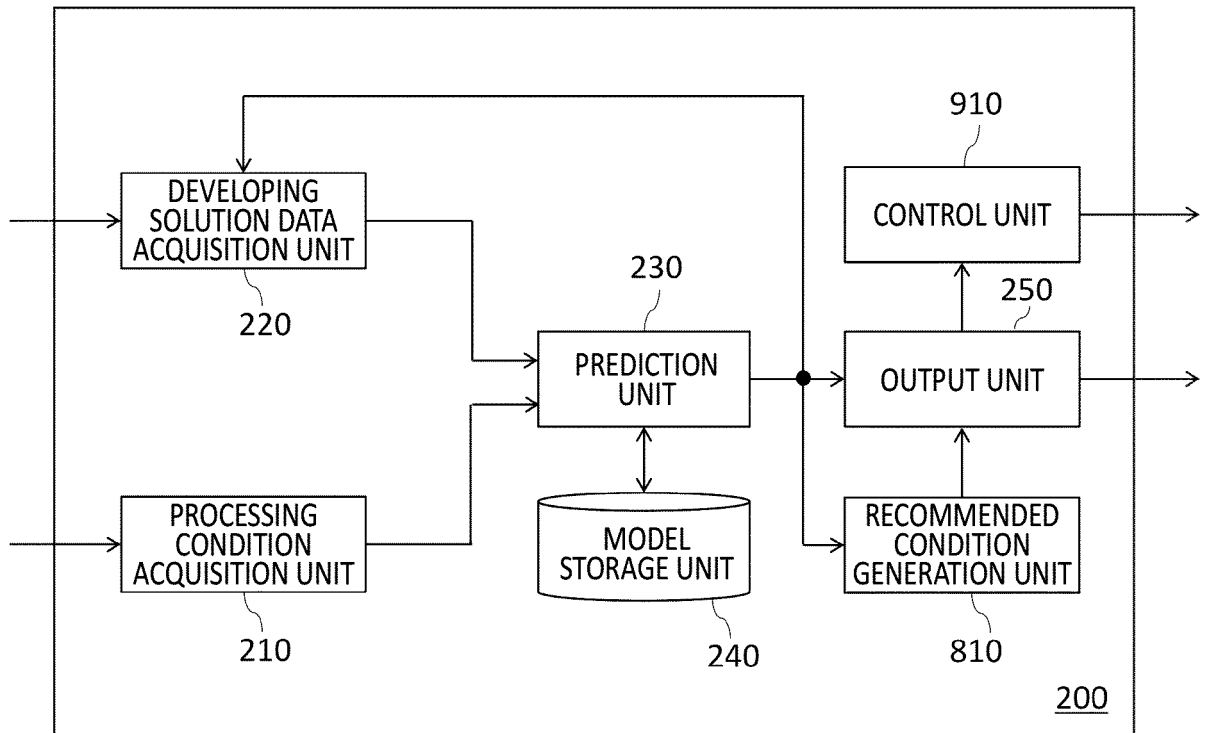 910
DEVELOPING
SOLUTION DATA
ACQUISITION UNIT
220
CONTROL UNIT
230
250
PREDICTION
UNIT
OUTPUT UNIT
PROCESSING
CONDITION
ACQUISITION UNIT
210
MODEL
STORAGE UNIT
240
RECOMMENDED
CONDITION
GENERATION UNIT
810
200